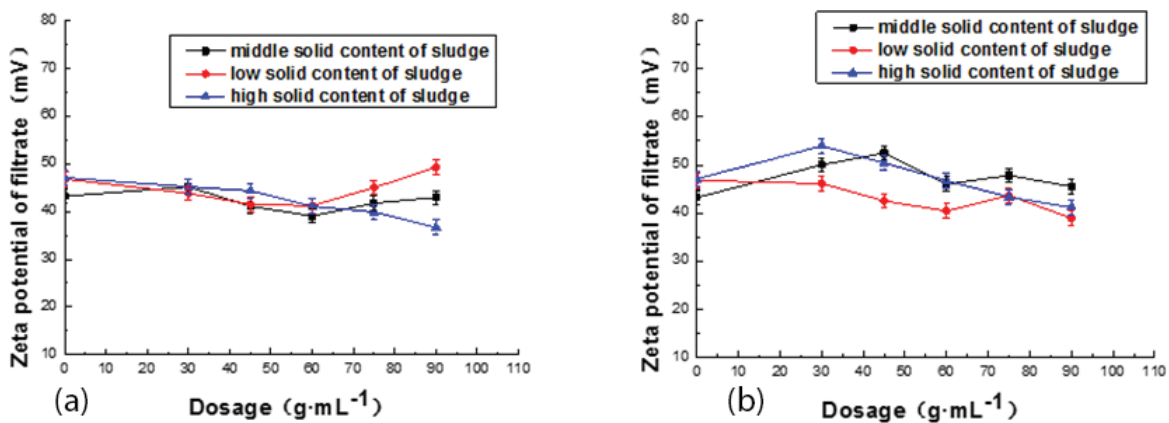 80
70
60
50
40
30
20
10
Zeta potential of filtrate (mV)
middle solid content of sludge
low solid content of sludge
high solid content of sludge
0 10 20 30 40 50 60 70 80 90 100 110
(a)
Dosage (g·mL⁻¹)
80
70
60
50
40
30
20
10
Zeta potential of filtrate (mV)
middle solid content of sludge
low solid content of sludge
high solid content of sludge
0 10 20 30 40 50 60 70 80 90 100 110
(b)
Dosage (g·mL⁻¹)